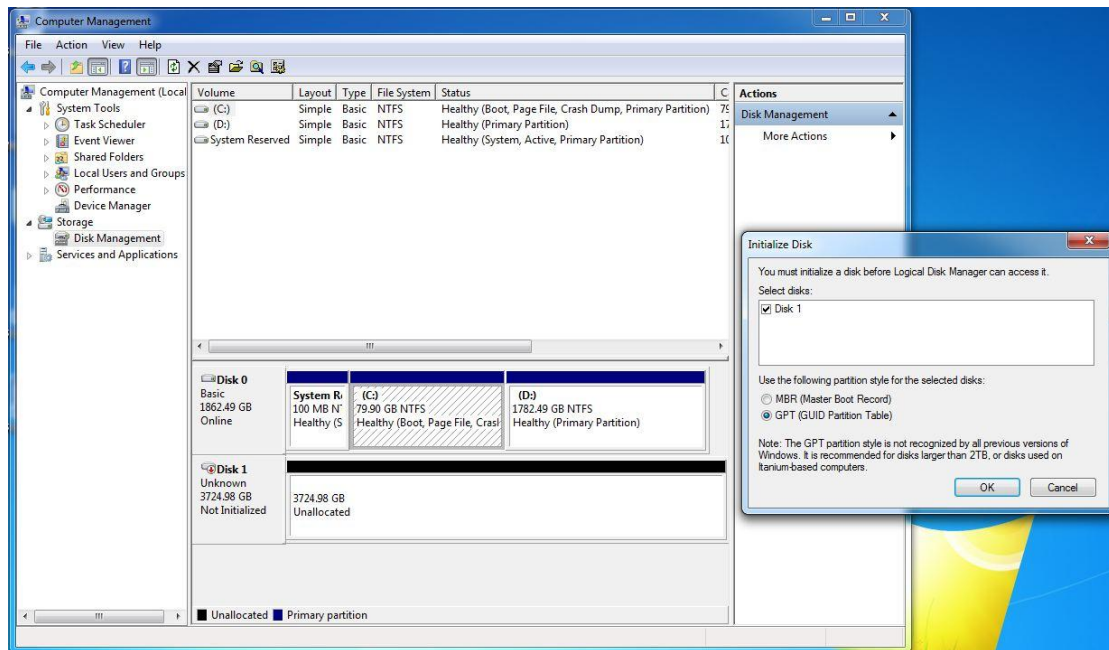 Computer Management
File Action View Help
Computer Management (Local
System Tools
Task Scheduler
Event Viewer
Shared Folders
Local Users and Groups
Performance
Device Manager
Storage
Disk Management
Services and Applications
Volume Layout Type File System Status C
(C:) Simple Basic NTFS Healthy (Boot, Page File, Crash Dump, Primary Partition) 79
(D:) Simple Basic NTFS Healthy (Primary Partition) 17
System Reserved Simple Basic NTFS Healthy (System, Active, Primary Partition) 10
Disk 0
Basic
1862.49 GB
Online
System Re
100 MB N
Healthy (S
(C:)
79.90 GB NTFS
Healthy (Boot, Page File, Crash
(D:)
1782.49 GB NTFS
Healthy (Primary Partition)
Disk 1
Unknown
3724.98 GB
Not Initialized
3724.98 GB
Unallocated
Unallocated Primary partition
Actions
Disk Management
More Actions
Initialize Disk
You must initialize a disk before Logical Disk Manager can access it.
Select disks:
Disk 1
Use the following partition style for the selected disks:
MBR (Master Boot Record)
GPT (GUID Partition Table)
Note: The GPT partition style is not recognized by all previous versions of
Windows. It is recommended for disks larger than 2TB, or disks used on
Itanium-based computers.
OK Cancel